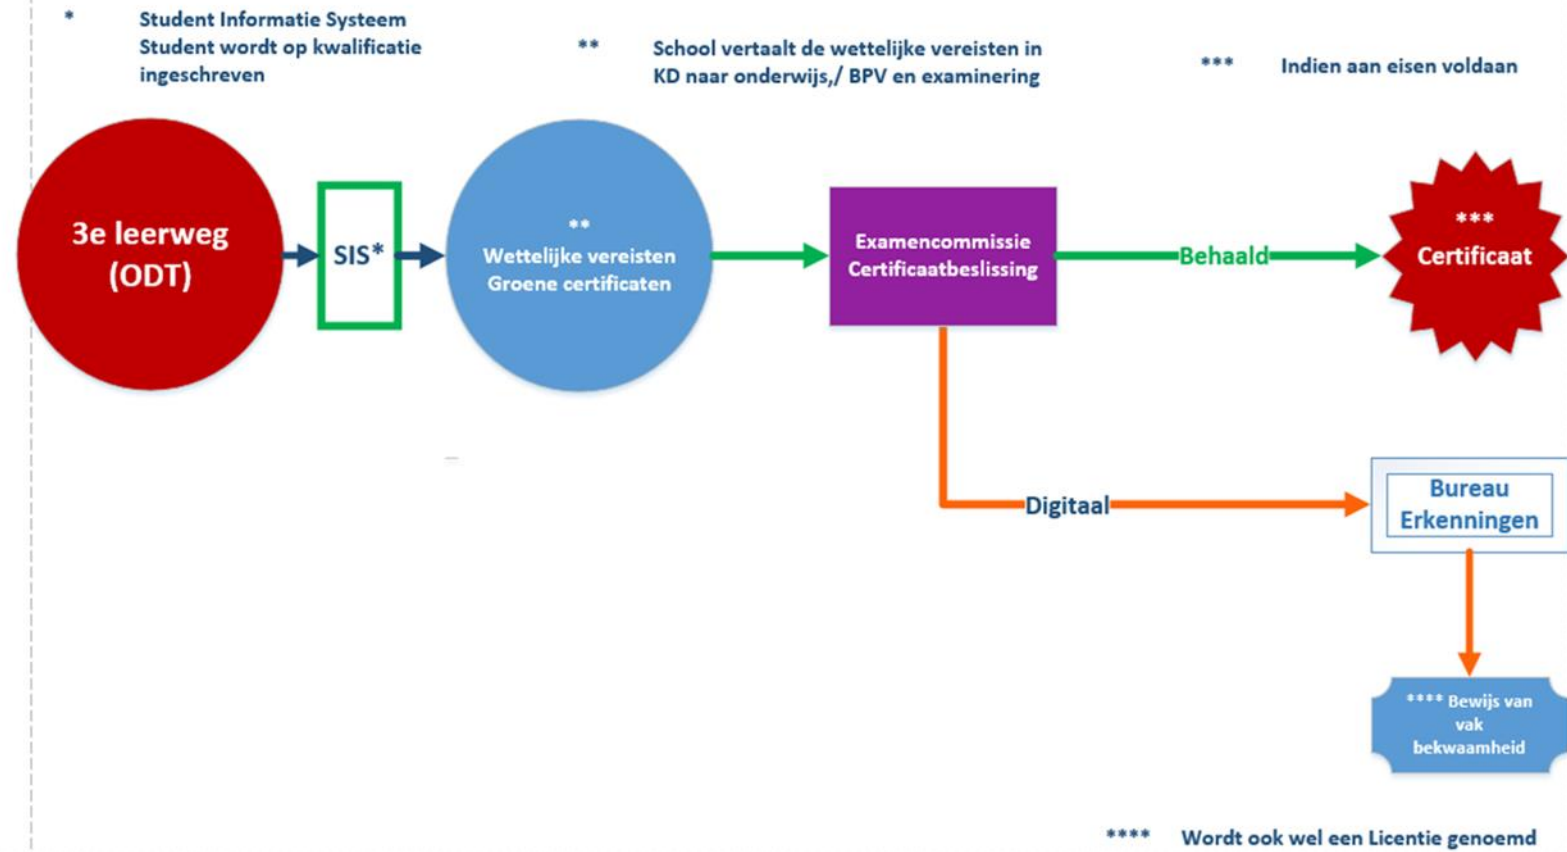 * Student Informatie Systeem
Student wordt op kwalificatie
ingeschreven
** School vertaalt de wettelijke vereisten in
KD naar onderwijs,/ BPV en examinering
*** Indien aan eisen voldaan
3e leerweg
(ODT)
SIS*
**
Wettelijke vereisten
Groene certificaten
Examencommissie
Certificaatbeslissing
Behaald
***
Certificaat
Digitaal
Bureau
Erkenningen
**** Bewijs van
vak
bekwaamheid
**** Wordt ook wel een Licentie genoemd